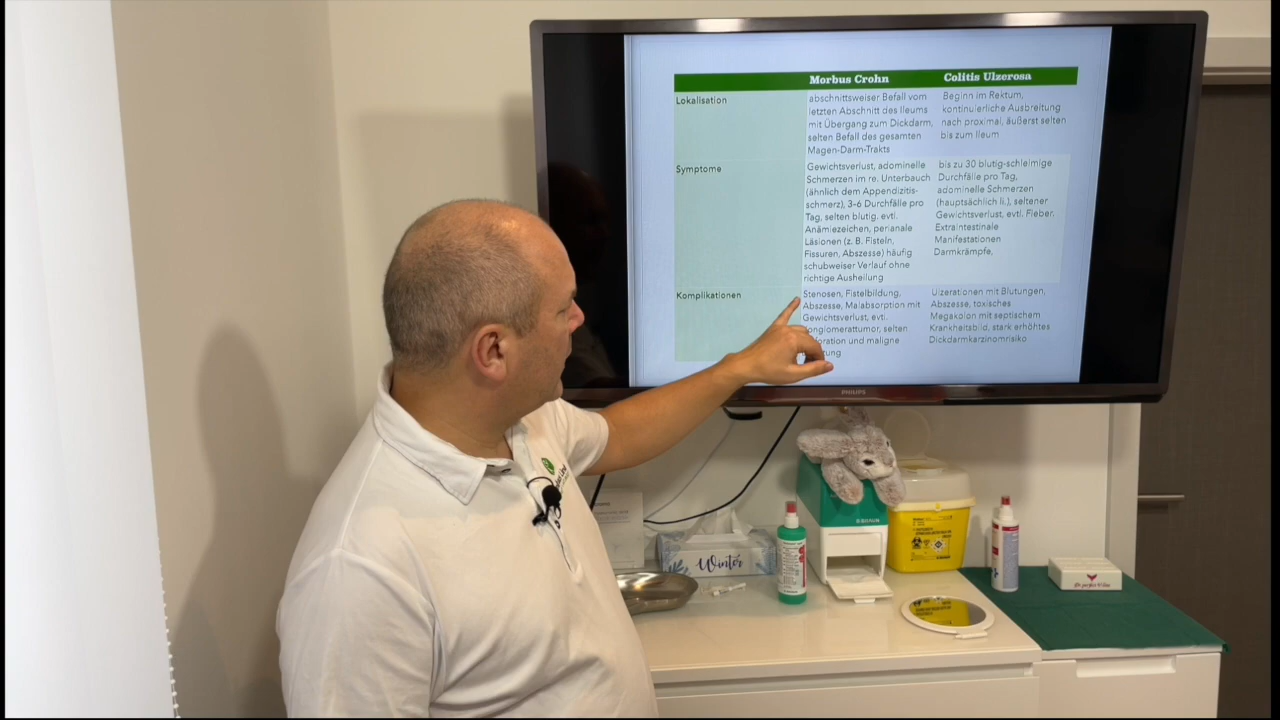 Morbus Crohn
Colitis Ulzerosa
Lokalisation
abschnittsweiser Befall vom
letzten Abschnitt des Ileums
mit Übergang zum Dickdarm,
selten Befall des gesamten
Magen-Darm-Trakts
Beginn im Rektum,
kontinuierliche Ausbreitung
nach proximal, äußerst selten
bis zum Ileum
Symptome
Gewichtsverlust, adominelle
Schmerzen im re. Unterbauch
(ähnlich dem Appendizitis-
schmerz), 3-6 Durchfälle pro
Tag, selten blutig. evtl.
Anämiezeichen, perianale
Läsionen (z. B. Fisteln,
Fissuren, Abszesse) häufig
schubweiser Verlauf ohne
richtige Ausheilung
bis zu 30 blutig-schleimige
Durchfälle pro Tag,
adominelle Schmerzen
(hauptsächlich li.), seltener
Gewichtsverlust, evtl. Fieber.
Extraintestinale
Manifestationen
Darmkrämpfe,
Komplikationen
Stenosen, Fistelbildung,
Abszesse, Malabsorption mit
Gewichtsverlust, evtl.
onglomerattumor, selten
foration und maligne
tung
Ulzerationen mit Blutungen,
Abszesse, toxisches
Megakolon mit septischem
Krankheitsbild, stark erhöhtes
Dickdarmkarzinomrisiko
PHILIPS
B|BRAUN
Winter